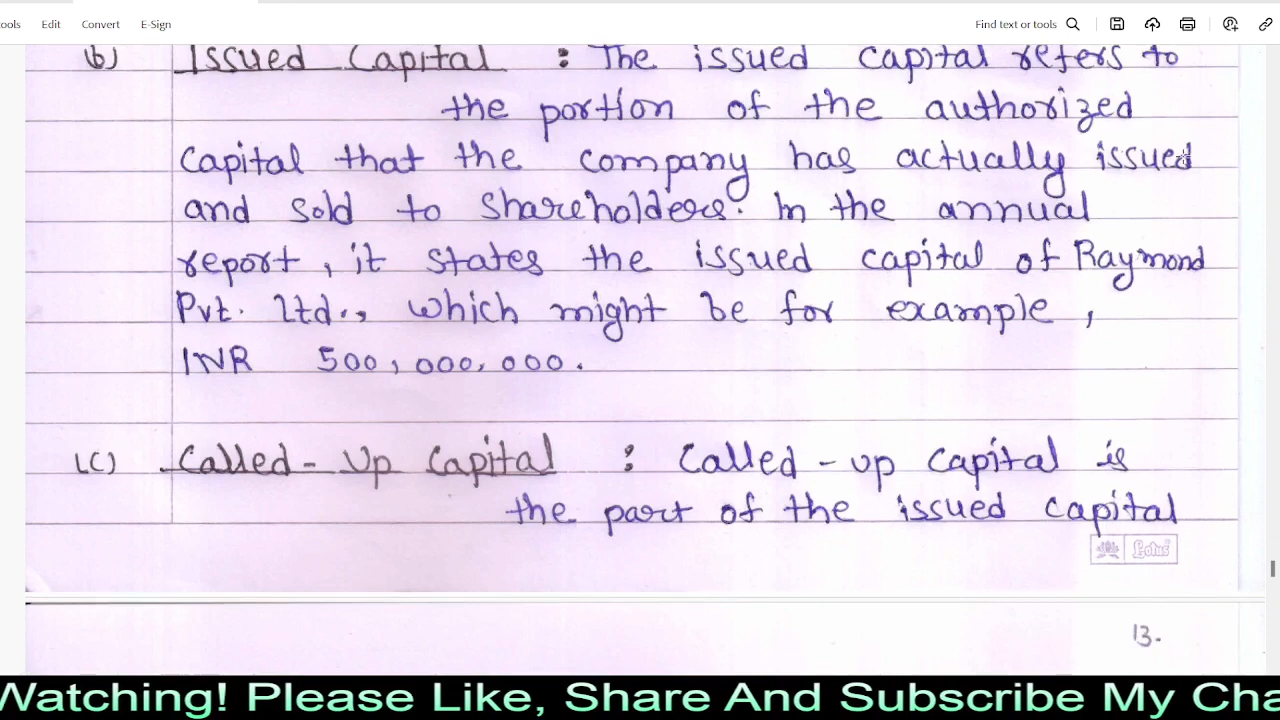 ools Edit Convert E-Sign Find text or tools
(b) Issued Capital : The issued capital refers to
the portion of the authorized
Capital that the company has actually issued
and sold to shareholders. In the annual
report, it states the issued capital of Raymond
Pvt. Ltd., which might be for example,
INR 500,000,000.
(C) Called-Up Capital : Called-up capital is
the part of the issued capital
Lotus
13.
Watching! Please Like, Share And Subscribe My Cha